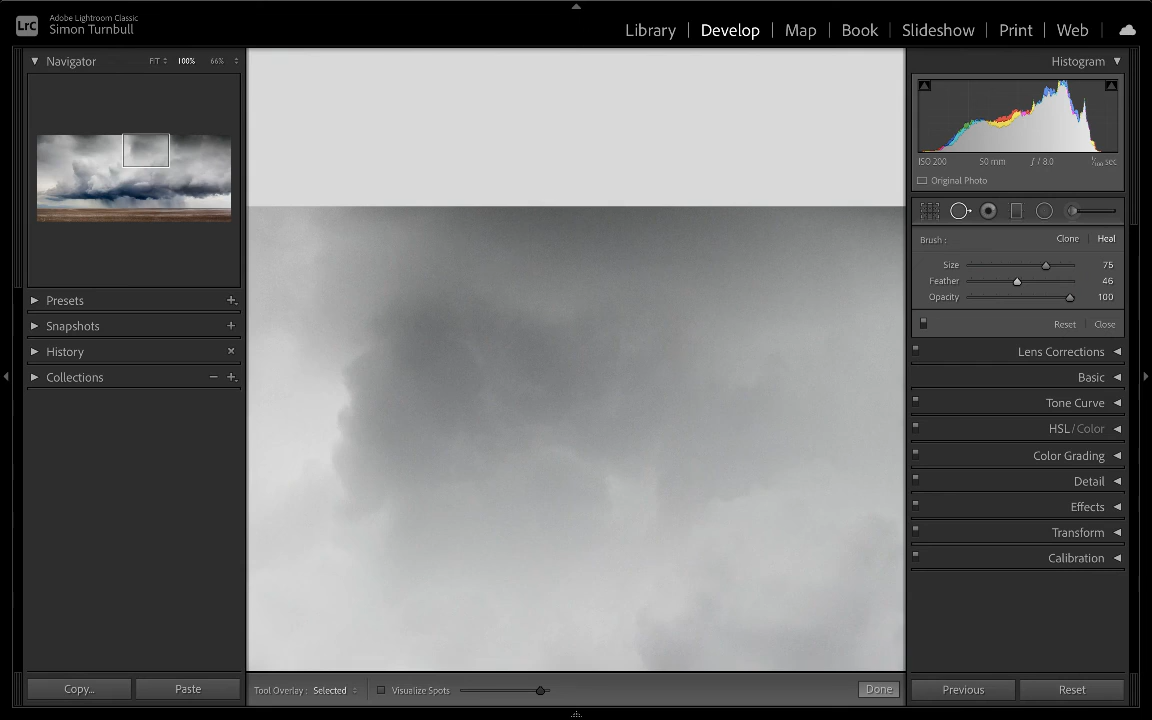 LrC
Adobe Lightroom Classic
Simon Turnbull
Library | Develop | Map | Book | Slideshow | Print | Web
Navigator FIT 100% 66%
Presets
Snapshots
History
Collections
Copy... Paste
Tool Overlay : Selected Visualize Spots Done
Histogram
ISO 200 50 mm ƒ / 8.0 1/100 sec
Original Photo
Brush : Clone Heal
Size 75
Feather 46
Opacity 100
Reset Close
Lens Corrections
Basic
Tone Curve
HSL / Color
Color Grading
Detail
Effects
Transform
Calibration
Previous Reset